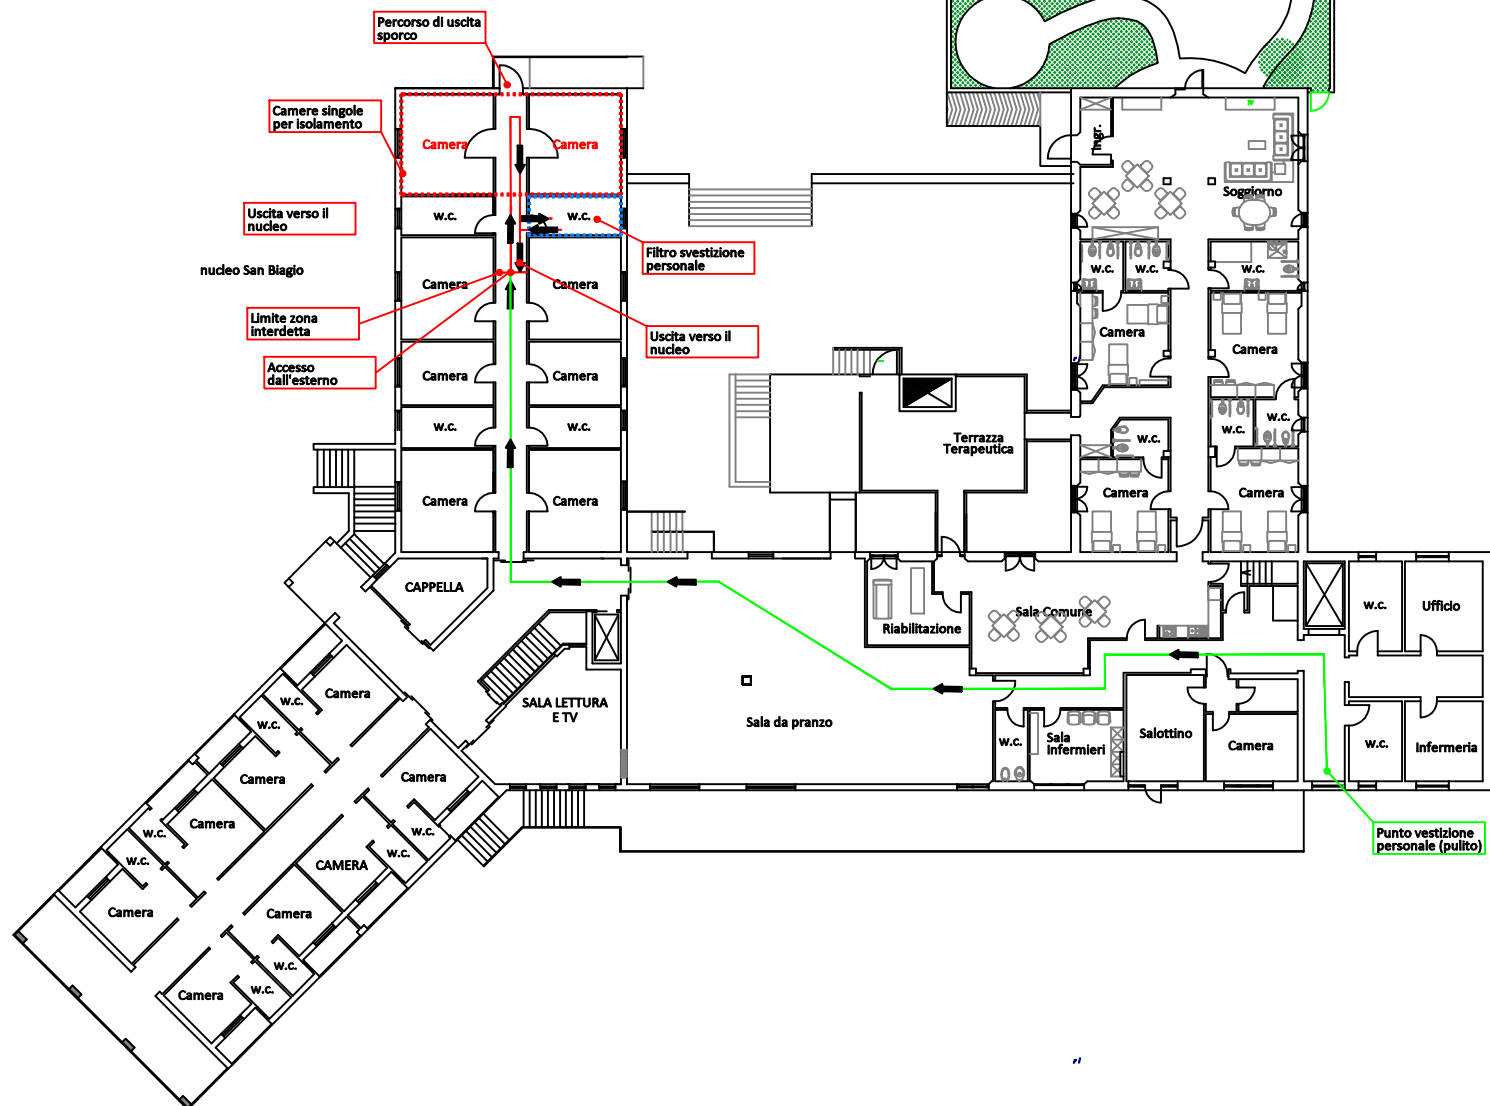 Percorso di uscita
sporco
Camere singole
per isolamento
Camera
Camera
Ingr.
Soggiorno
Uscita verso il
nucleo
w.c.
w.c.
Filtro svestizione
personale
nucleo San Biagio
Camera
Camera
w.c.
w.c.
w.c.
Limite zona
interdetta
Uscita verso il
nucleo
Camera
Camera
Accesso
dall'esterno
Camera
Camera
w.c.
w.c.
w.c.
w.c.
w.c.
Terrazza
Terapeutica
Camera
Camera
Camera
Camera
CAPPELLA
Riabilitazione
Sala Comune
w.c.
Ufficio
Camera
w.c.
w.c.
SALA LETTURA
E TV
Sala da pranzo
w.c.
Sala
Infermieri
Salottino
Camera
w.c.
Infermeria
Camera
Camera
Camera
w.c.
w.c.
w.c.
w.c.
CAMERA
Punto vestizione
personale (pulito)
Camera
Camera
w.c.
w.c.
Camera